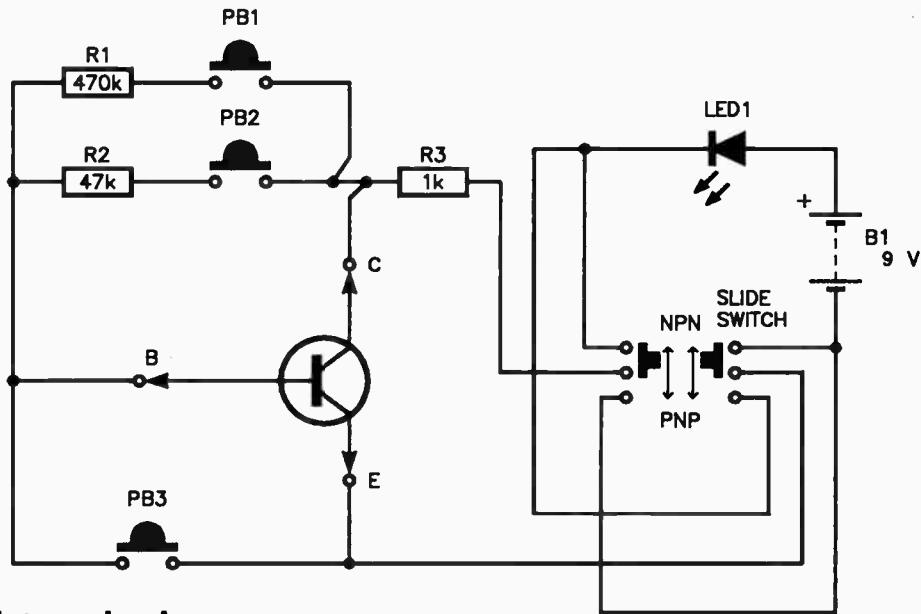 PB1
R1
470k
PB2
R2
47k
R3
1k
LED1
+
B1
9 V
C
SLIDE
SWITCH
NPN
B
PNP
E
PB3